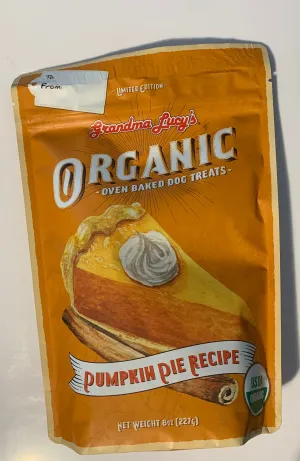 To
From
LIMITED EDITION
Grandma Lucy's
ORGANIC
- OVEN BAKED DOG TREATS -
PUMPKIN PIE RECIPE
USDA
ORGANIC
NET WEIGHT 8OZ (227G)